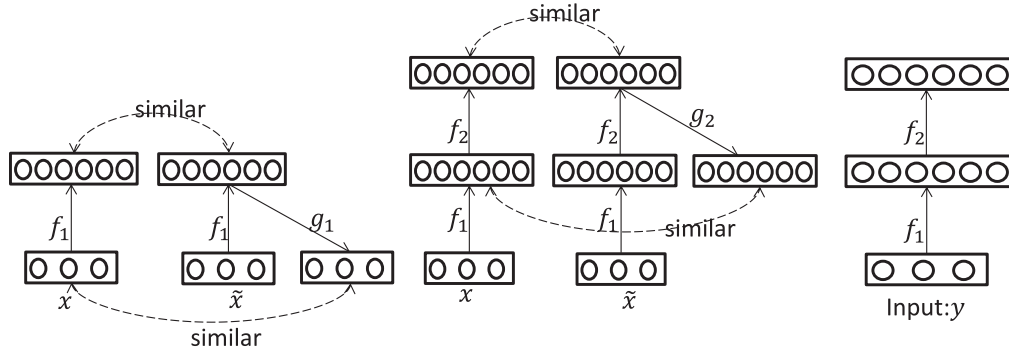 similar
f₁
f₁
g₁
x
x̃
similar
similar
f₂
f₂
g₂
f₁
f₁
similar
x
x̃
f₂
f₁
Input:y